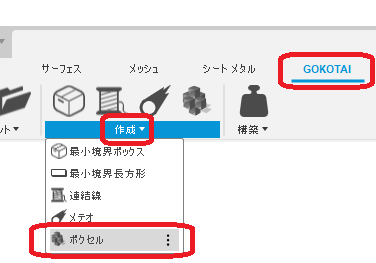 サーフェス メッシュ シート メタル GOKOTAI
ット▼ 作成▼ 構築▼
最小境界ボックス
最小境界長方形
連結線
メテオ
ボクセル